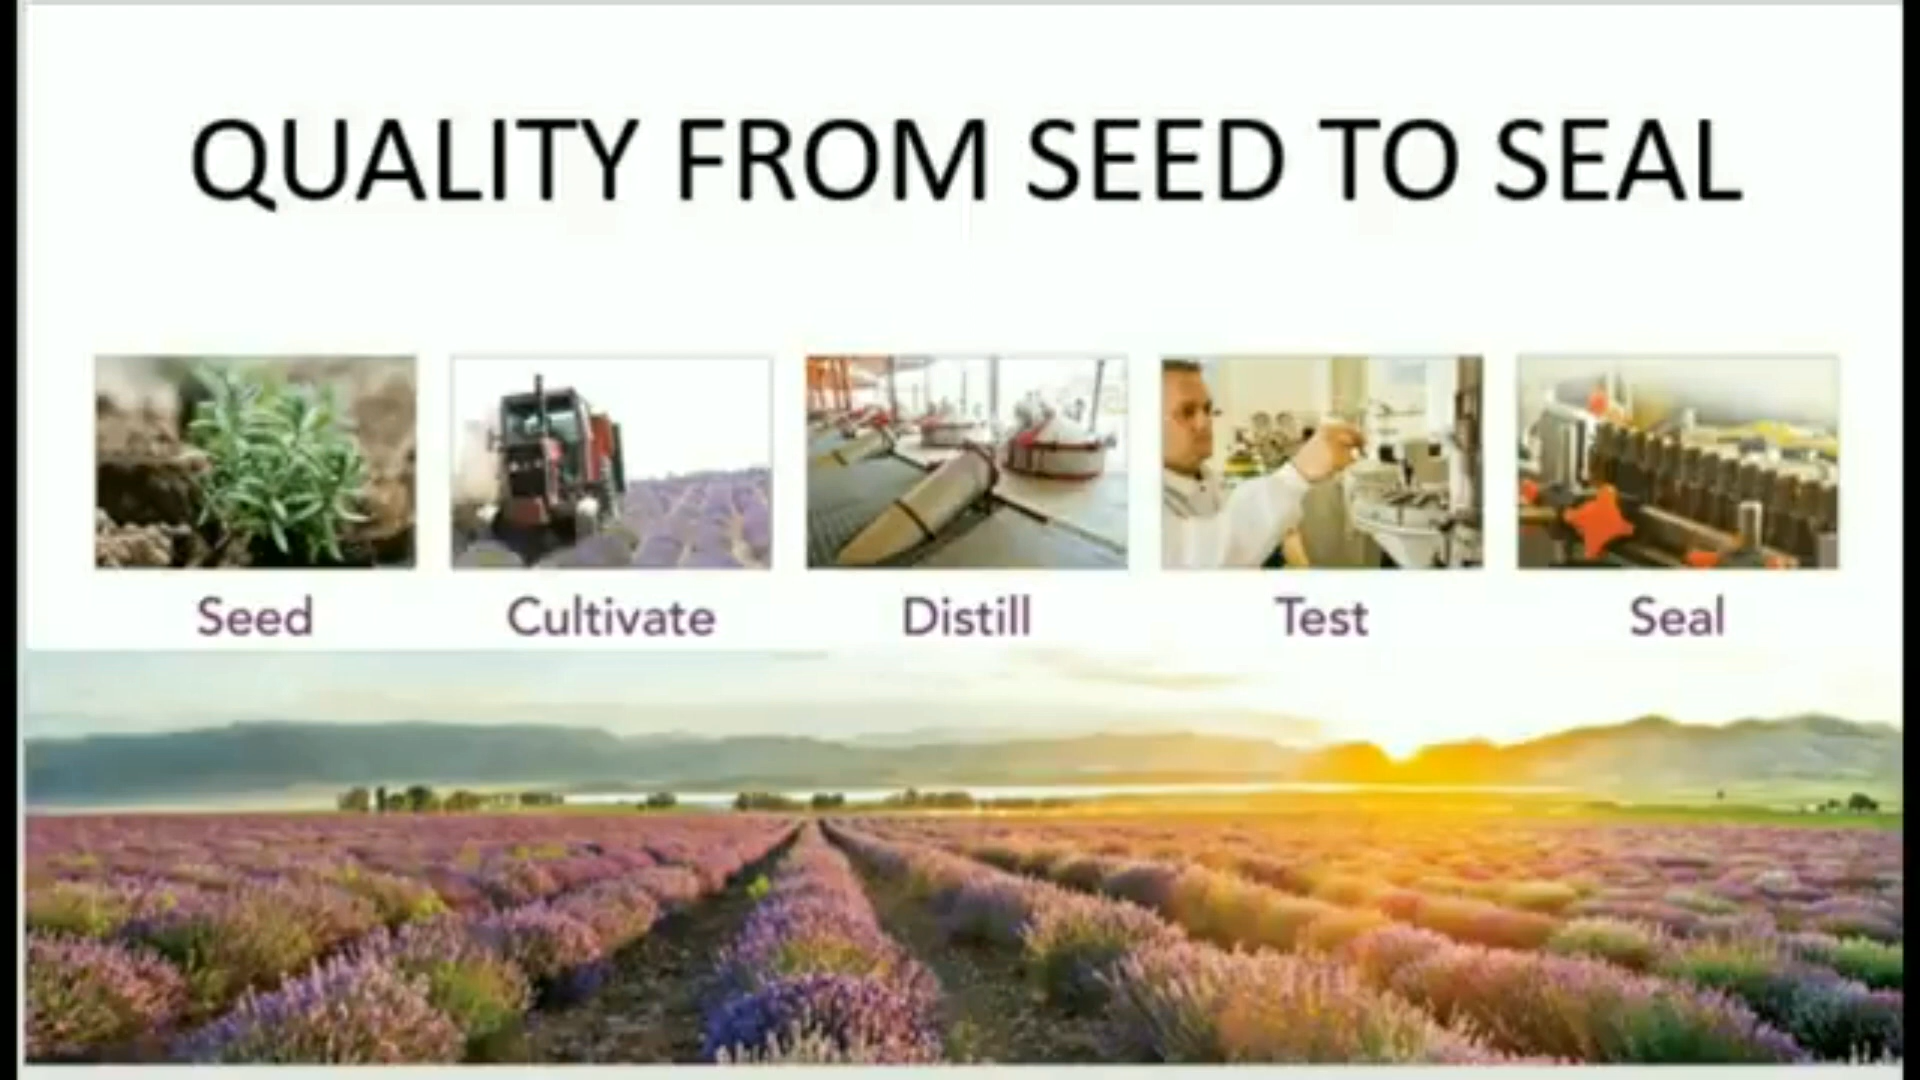 QUALITY FROM SEED TO SEAL
Seed
Cultivate
Distill
Test
Seal